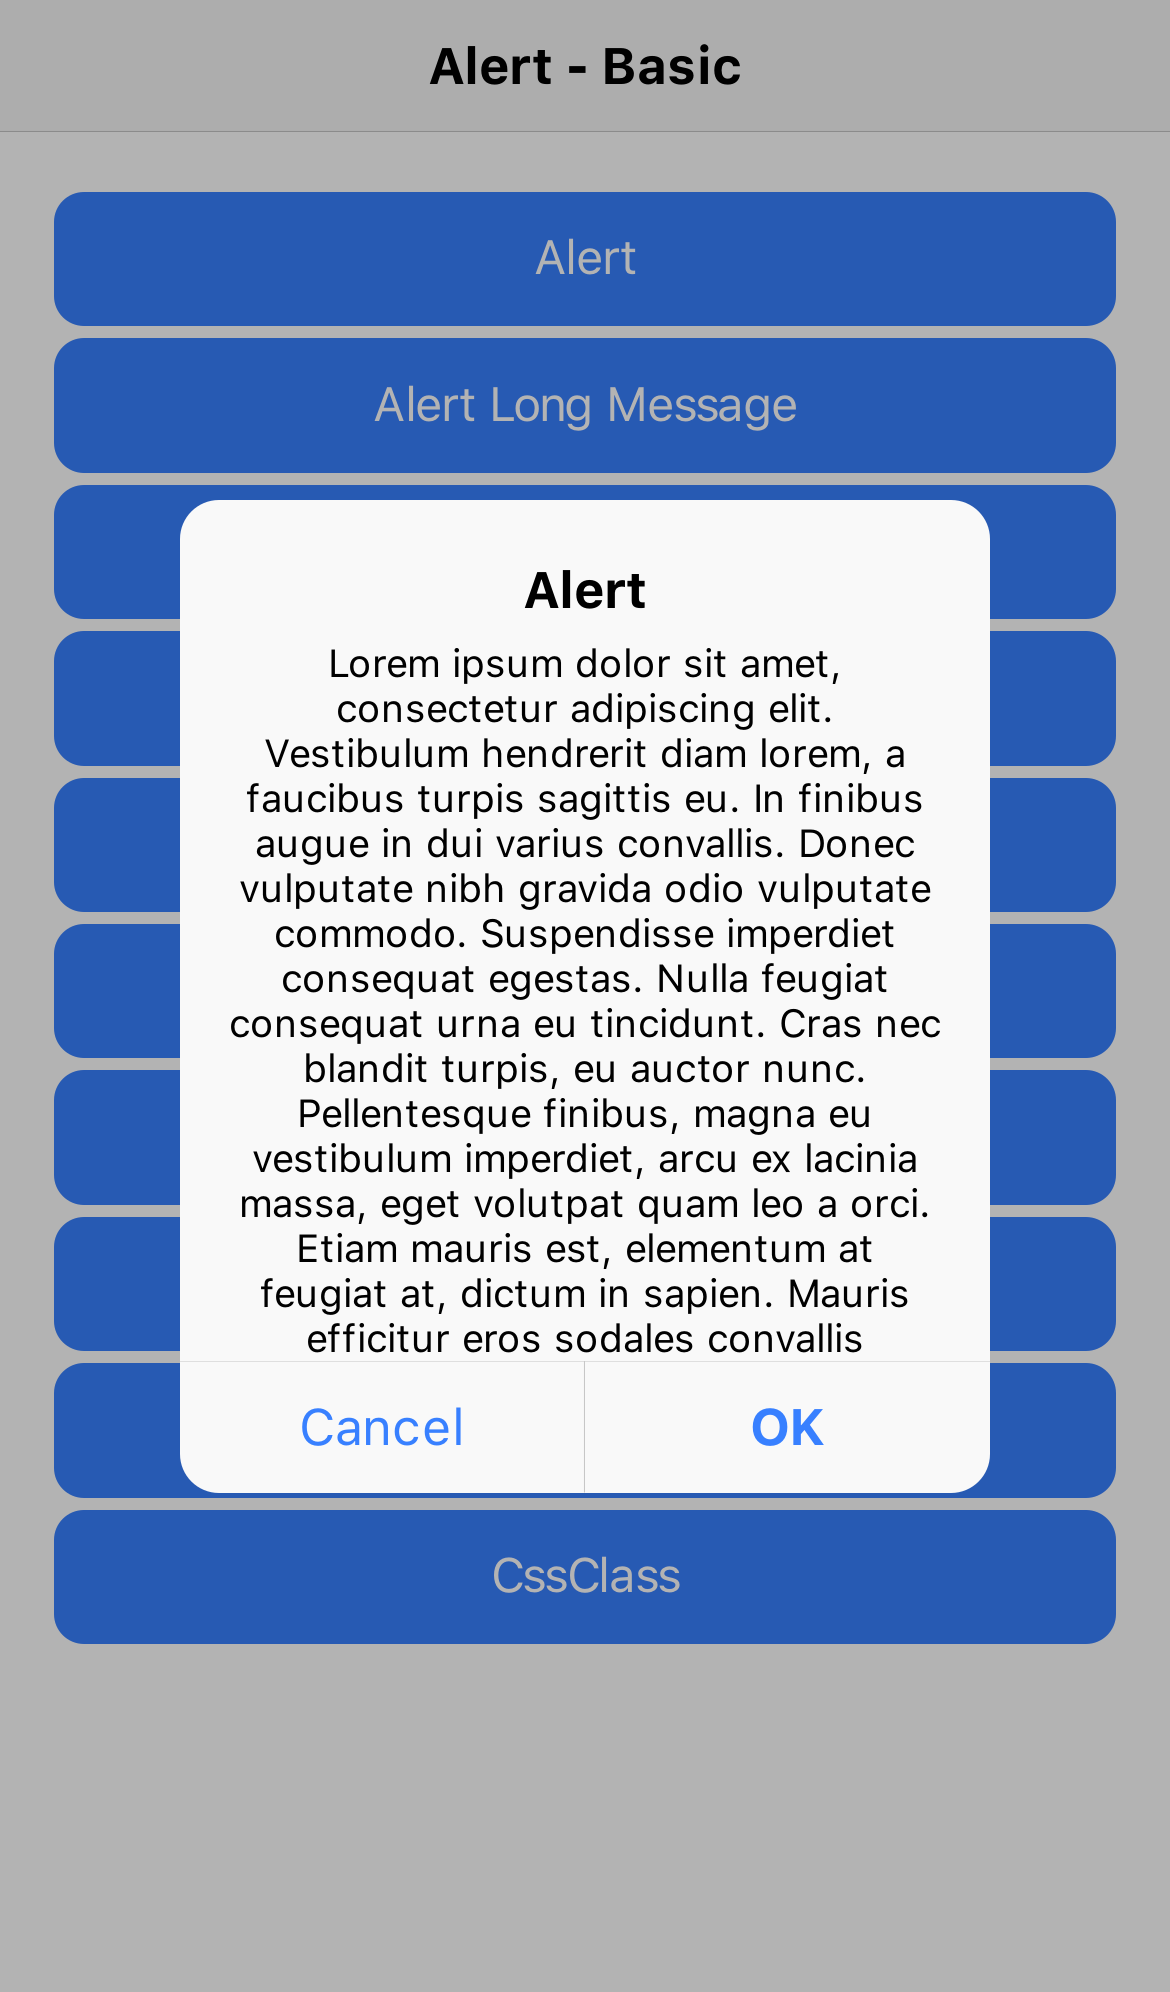 Alert - Basic
Alert
Alert Long Message
Alert
Lorem ipsum dolor sit amet,
consectetur adipiscing elit.
Vestibulum hendrerit diam lorem, a
faucibus turpis sagittis eu. In finibus
augue in dui varius convallis. Donec
vulputate nibh gravida odio vulputate
commodo. Suspendisse imperdiet
consequat egestas. Nulla feugiat
consequat urna eu tincidunt. Cras nec
blandit turpis, eu auctor nunc.
Pellentesque finibus, magna eu
vestibulum imperdiet, arcu ex lacinia
massa, eget volutpat quam leo a orci.
Etiam mauris est, elementum at
feugiat at, dictum in sapien. Mauris
efficitur eros sodales convallis
Cancel
OK
CssClass